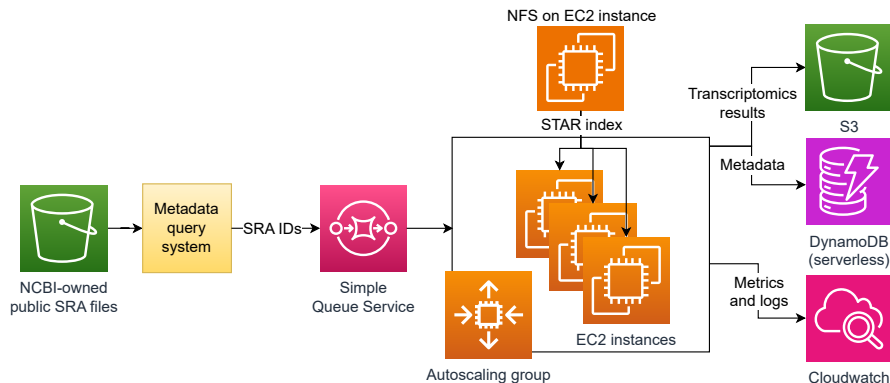 NFS on EC2 instance
STAR index
Transcriptomics
results
S3
Metadata
Metadata
query
system
SRA IDs
DynamoDB
(serverless)
NCBI-owned
public SRA files
Simple
Queue Service
Metrics
and logs
EC2 instances
Autoscaling group
Cloudwatch